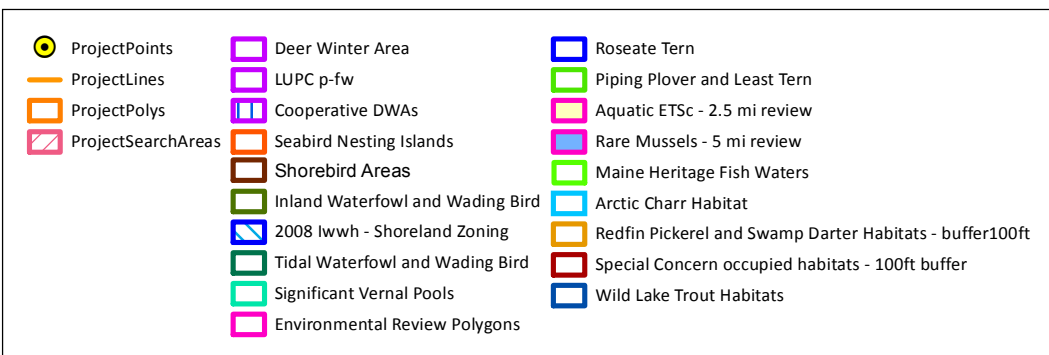 ProjectPoints
ProjectLines
ProjectPolys
ProjectSearchAreas
Deer Winter Area
LUPC p-fw
Cooperative DWAs
Seabird Nesting Islands
Shorebird Areas
Inland Waterfowl and Wading Bird
2008 Iwwh - Shoreland Zoning
Tidal Waterfowl and Wading Bird
Significant Vernal Pools
Environmental Review Polygons
Roseate Tern
Piping Plover and Least Tern
Aquatic ETSc - 2.5 mi review
Rare Mussels - 5 mi review
Maine Heritage Fish Waters
Arctic Charr Habitat
Redfin Pickerel and Swamp Darter Habitats - buffer100ft
Special Concern occupied habitats - 100ft buffer
Wild Lake Trout Habitats